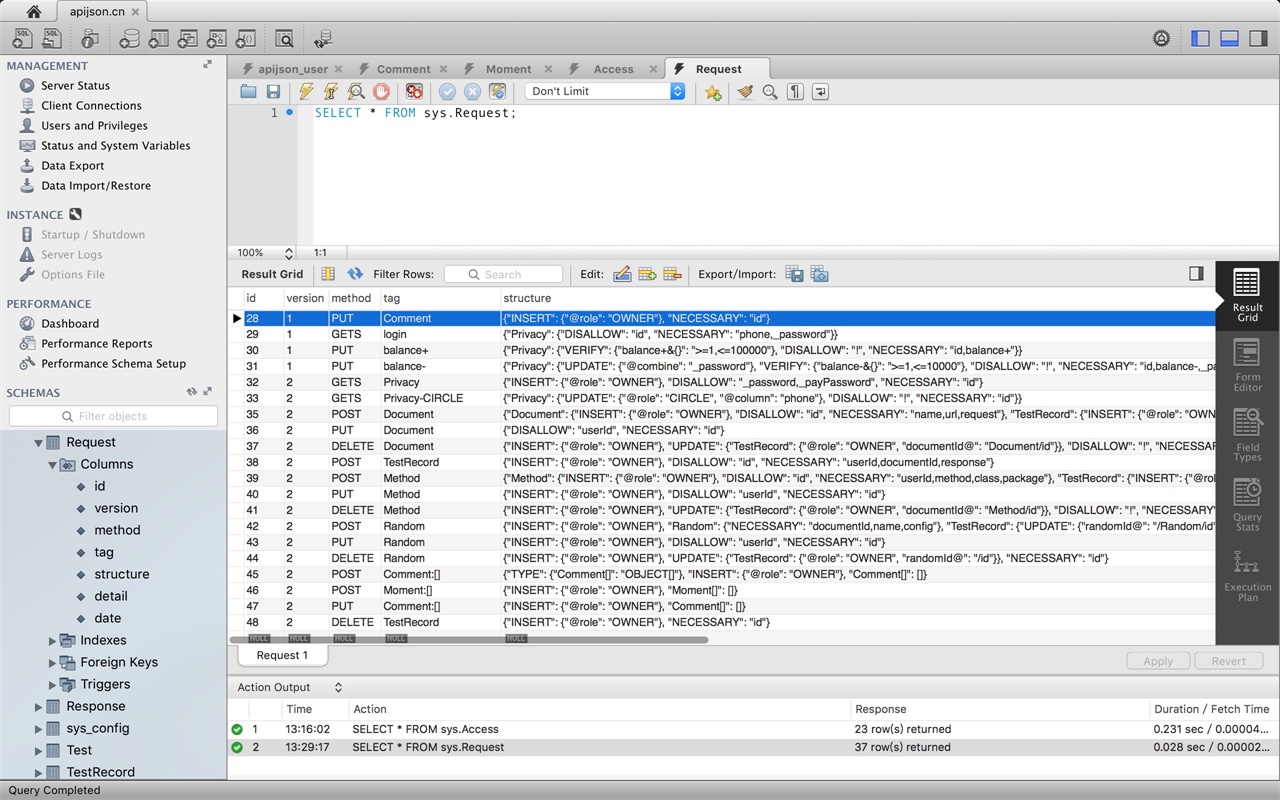 apijson.cn
MANAGEMENT
Server Status
Client Connections
Users and Privileges
Status and System Variables
Data Export
Data Import/Restore
INSTANCE
Startup / Shutdown
Server Logs
Options File
PERFORMANCE
Dashboard
Performance Reports
Performance Schema Setup
SCHEMAS
Filter objects
Request
Columns
id
version
method
tag
structure
detail
date
Indexes
Foreign Keys
Triggers
Response
sys_config
Test
TestRecord
apijson_user Comment Moment Access Request
Don't Limit
1 SELECT * FROM sys.Request;
100% 1:1
Result Grid Filter Rows: Search Edit: Export/Import:
id version method tag structure
28 1 PUT Comment {"INSERT": {"@role": "OWNER"}, "NECESSARY": "id"}
29 1 GETS login {"Privacy": {"DISALLOW": "id", "NECESSARY": "phone,_password"}}
30 1 PUT balance+ {"Privacy": {"VERIFY": {"balance+&{}": ">=1,<=100000"}, "DISALLOW": "!", "NECESSARY": "id,balance+"}}
31 1 PUT balance- {"Privacy": {"UPDATE": {"@combine": "_password"}, "VERIFY": {"balance-&{}": ">=1,<=10000"}, "DISALLOW": "!", "NECESSARY": "id,balance-,_pa
32 2 GETS Privacy {"INSERT": {"@role": "OWNER"}, "DISALLOW": "_password,_payPassword", "NECESSARY": "id"}
33 2 GETS Privacy-CIRCLE {"Privacy": {"UPDATE": {"@role": "CIRCLE", "@column": "phone"}, "DISALLOW": "!", "NECESSARY": "id"}}
35 2 POST Document {"Document": {"INSERT": {"@role": "OWNER"}, "DISALLOW": "id", "NECESSARY": "name,url,request"}, "TestRecord": {"INSERT": {"@role": "OWN
36 2 PUT Document {"DISALLOW": "userId", "NECESSARY": "id"}
37 2 DELETE Document {"INSERT": {"@role": "OWNER"}, "UPDATE": {"TestRecord": {"@role": "OWNER", "documentId@": "Document/id"}}, "DISALLOW": "!", "NECESSAR
38 2 POST TestRecord {"INSERT": {"@role": "OWNER"}, "DISALLOW": "id", "NECESSARY": "userId,documentId,response"}
39 2 POST Method {"Method": {"INSERT": {"@role": "OWNER"}, "DISALLOW": "id", "NECESSARY": "userId,method,class,package"}, "TestRecord": {"INSERT": {"@rol
40 2 PUT Method {"INSERT": {"@role": "OWNER"}, "DISALLOW": "userId", "NECESSARY": "id"}
41 2 DELETE Method {"INSERT": {"@role": "OWNER"}, "UPDATE": {"TestRecord": {"@role": "OWNER", "documentId@": "Method/id"}}, "DISALLOW": "!", "NECESSARY
42 2 POST Random {"INSERT": {"@role": "OWNER"}, "Random": {"NECESSARY": "documentId,name,config"}, "TestRecord": {"UPDATE": {"randomId@": "/Random/id"
43 2 PUT Random {"INSERT": {"@role": "OWNER"}, "DISALLOW": "userId", "NECESSARY": "id"}
44 2 DELETE Random {"INSERT": {"@role": "OWNER"}, "UPDATE": {"TestRecord": {"@role": "OWNER", "randomId@": "/id"}}, "NECESSARY": "id"}
45 2 POST Comment:[] {"TYPE": {"Comment[]": "OBJECT[]"}, "INSERT": {"@role": "OWNER"}, "Comment[]": []}
46 2 POST Moment:[] {"INSERT": {"@role": "OWNER"}, "Moment[]": []}
47 2 PUT Comment:[] {"INSERT": {"@role": "OWNER"}, "Comment[]": []}
48 2 DELETE TestRecord {"INSERT": {"@role": "OWNER"}, "NECESSARY": "id"}
NULL NULL NULL NULL NULL
Result
Grid
Form
Editor
Field
Types
Query
Stats
Execution
Plan
Request 1 Apply Revert
Action Output
Time Action Response Duration / Fetch Time
1 13:16:02 SELECT * FROM sys.Access 23 row(s) returned 0.231 sec / 0.00004...
2 13:29:17 SELECT * FROM sys.Request 37 row(s) returned 0.028 sec / 0.00002...
Query Completed